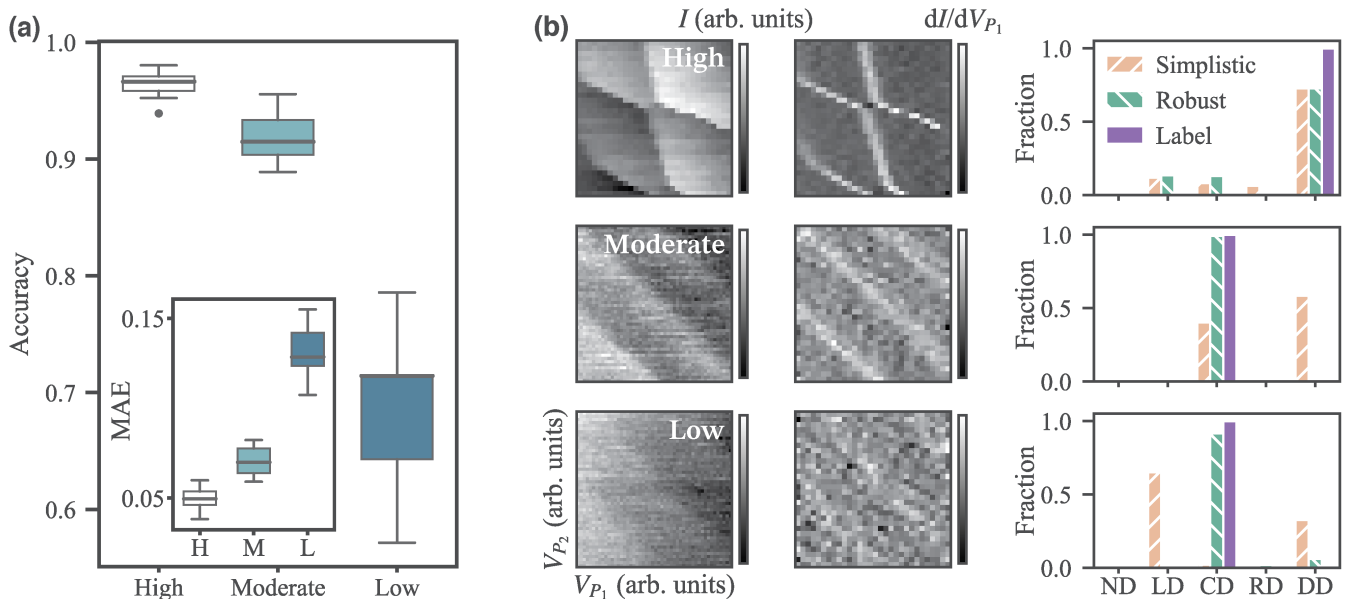 (a)
1.0
0.9
0.8
0.7
0.6
Accuracy
High
Moderate
Low
0.15
0.05
MAE
H
M
L
(b)
I (arb. units)
dI/dV_{P_1}
High
Moderate
Low
V_{P_2} (arb. units)
V_{P_1} (arb. units)
1.0
0.5
0.0
Fraction
Simplistic
Robust
Label
1.0
0.5
0.0
Fraction
1.0
0.5
0.0
Fraction
ND
LD
CD
RD
DD